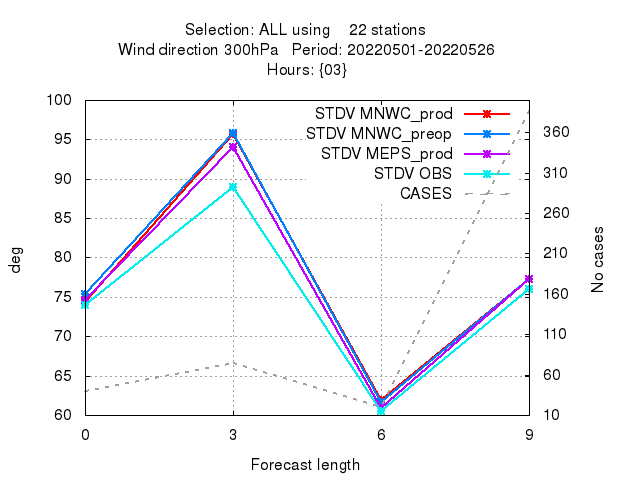 Selection: ALL using 22 stations
Wind direction 300hPa Period: 20220501-20220526
Hours: {03}
STDV MNWC_prod
STDV MNWC_preop
STDV MEPS_prod
STDV OBS
CASES
100
95
90
85
80
75
70
65
60
deg
360
310
260
210
160
110
60
10
No cases
0 3 6 9
Forecast length